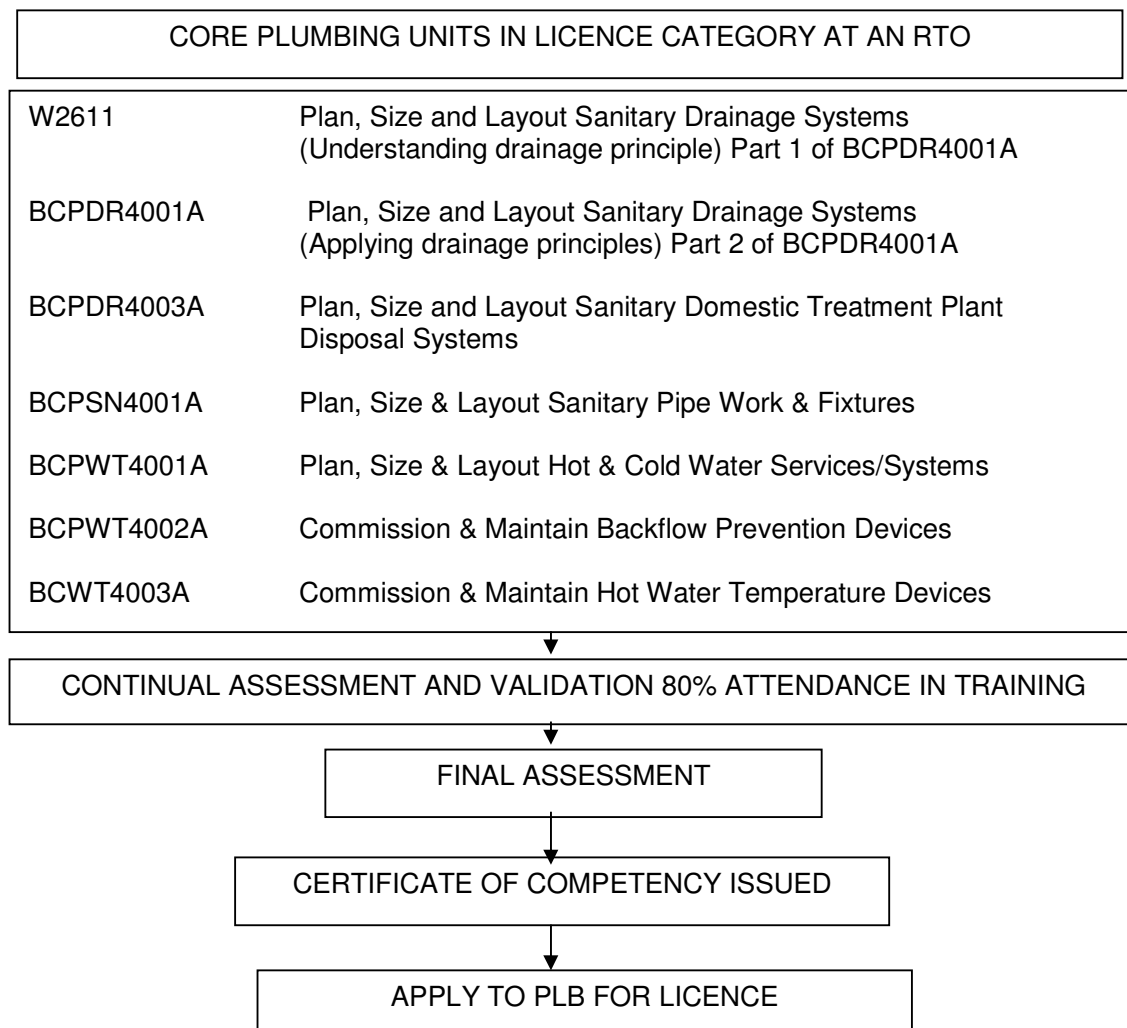 CORE PLUMBING UNITS IN LICENCE CATEGORY AT AN RTO
W2611 Plan, Size and Layout Sanitary Drainage Systems
(Understanding drainage principle) Part 1 of BCPDR4001A
BCPDR4001A Plan, Size and Layout Sanitary Drainage Systems
(Applying drainage principles) Part 2 of BCPDR4001A
BCPDR4003A Plan, Size and Layout Sanitary Domestic Treatment Plant
Disposal Systems
BCPSN4001A Plan, Size & Layout Sanitary Pipe Work & Fixtures
BCPWT4001A Plan, Size & Layout Hot & Cold Water Services/Systems
BCPWT4002A Commission & Maintain Backflow Prevention Devices
BCWT4003A Commission & Maintain Hot Water Temperature Devices
CONTINUAL ASSESSMENT AND VALIDATION 80% ATTENDANCE IN TRAINING
FINAL ASSESSMENT
CERTIFICATE OF COMPETENCY ISSUED
APPLY TO PLB FOR LICENCE